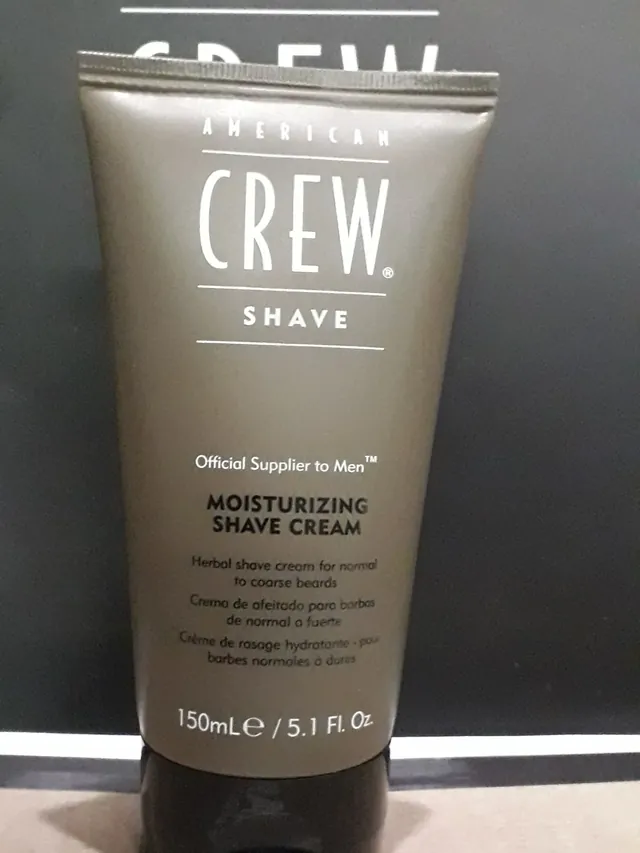 CREW
AMERICAN
CREW®
SHAVE
Official Supplier to Men™
MOISTURIZING
SHAVE CREAM
Herbal shave cream for normal
to coarse beards
Crema de afeitado para barbas
de normal a fuerte
Crème de rasage hydratante - pour
barbes normales à dures
150mL℮ / 5.1 Fl. Oz